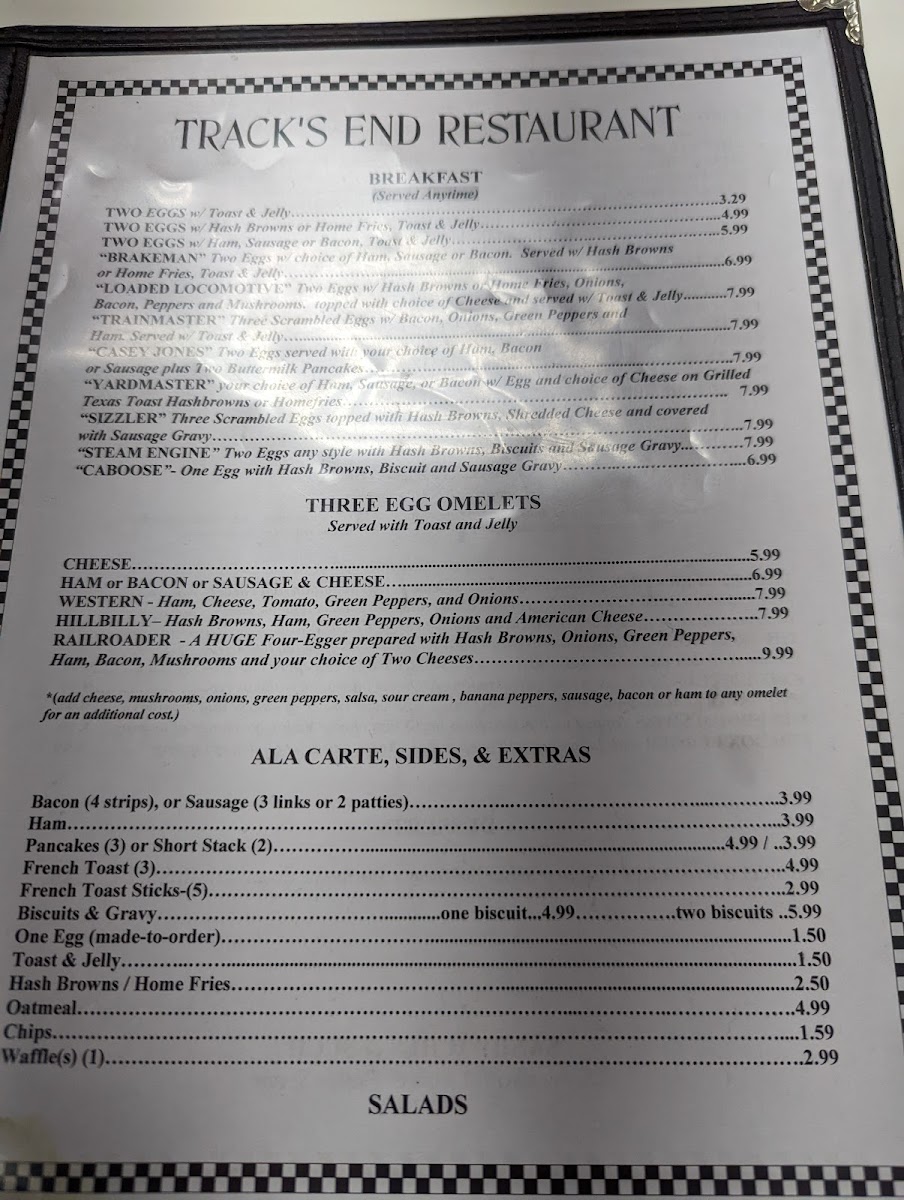 TRACK'S END RESTAURANT
BREAKFAST
(Served Anytime)
TWO EGGS w/ Toast & Jelly.....3.29
TWO EGGS w/ Hash Browns or Home Fries, Toast & Jelly.....4.99
TWO EGGS w/ Ham, Sausage or Bacon, Toast & Jelly.....5.99
“BRAKEMAN” Two Eggs w/ choice of Ham, Sausage or Bacon. Served w/ Hash Browns
or Home Fries, Toast & Jelly.....6.99
“LOADED LOCOMOTIVE” Two Eggs w/ Hash Browns or Home Fries, Onions,
Bacon, Peppers and Mushrooms. topped with choice of Cheese and served w/ Toast & Jelly.....7.99
“TRAINMASTER” Three Scrambled Eggs w/ Bacon, Onions, Green Peppers and
Ham. Served w/ Toast & Jelly.....7.99
“CASEY JONES” Two Eggs served with your choice of Ham, Bacon
or Sausage plus Two Buttermilk Pancakes.....7.99
“YARDMASTER” your choice of Ham, Sausage, or Bacon w/ Egg and choice of Cheese on Grilled
Texas Toast Hashbrowns or Homefries..... 7.99
“SIZZLER” Three Scrambled Eggs topped with Hash Browns, Shredded Cheese and covered
with Sausage Gravy.....7.99
“STEAM ENGINE” Two Eggs any style with Hash Browns, Biscuits and Sausage Gravy.....7.99
“CABOOSE”- One Egg with Hash Browns, Biscuit and Sausage Gravy.....6.99
THREE EGG OMELETS
Served with Toast and Jelly
CHEESE.....5.99
HAM or BACON or SAUSAGE & CHEESE.....6.99
WESTERN - Ham, Cheese, Tomato, Green Peppers, and Onions.....7.99
HILLBILLY– Hash Browns, Ham, Green Peppers, Onions and American Cheese.....7.99
RAILROADER - A HUGE Four-Egger prepared with Hash Browns, Onions, Green Peppers,
Ham, Bacon, Mushrooms and your choice of Two Cheeses.....9.99
*(add cheese, mushrooms, onions, green peppers, salsa, sour cream , banana peppers, sausage, bacon or ham to any omelet
for an additional cost.)
ALA CARTE, SIDES, & EXTRAS
Bacon (4 strips), or Sausage (3 links or 2 patties).....3.99
Ham.....3.99
Pancakes (3) or Short Stack (2).....4.99 / ..3.99
French Toast (3).....4.99
French Toast Sticks-(5).....2.99
Biscuits & Gravy.....one biscuit...4.99.....two biscuits ..5.99
One Egg (made-to-order).....1.50
Toast & Jelly.....1.50
Hash Browns / Home Fries.....2.50
Oatmeal.....4.99
Chips.....1.59
Waffle(s) (1).....2.99
SALADS